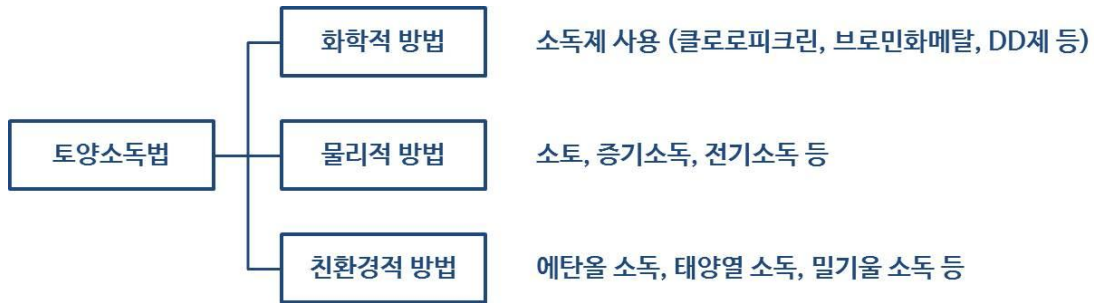 화학적 방법 소독제 사용 (클로로피크린, 브로민화메탈, DD제 등)
토양소독법 물리적 방법 소토, 증기소독, 전기소독 등
친환경적 방법 에탄올 소독, 태양열 소독, 밀기울 소독 등